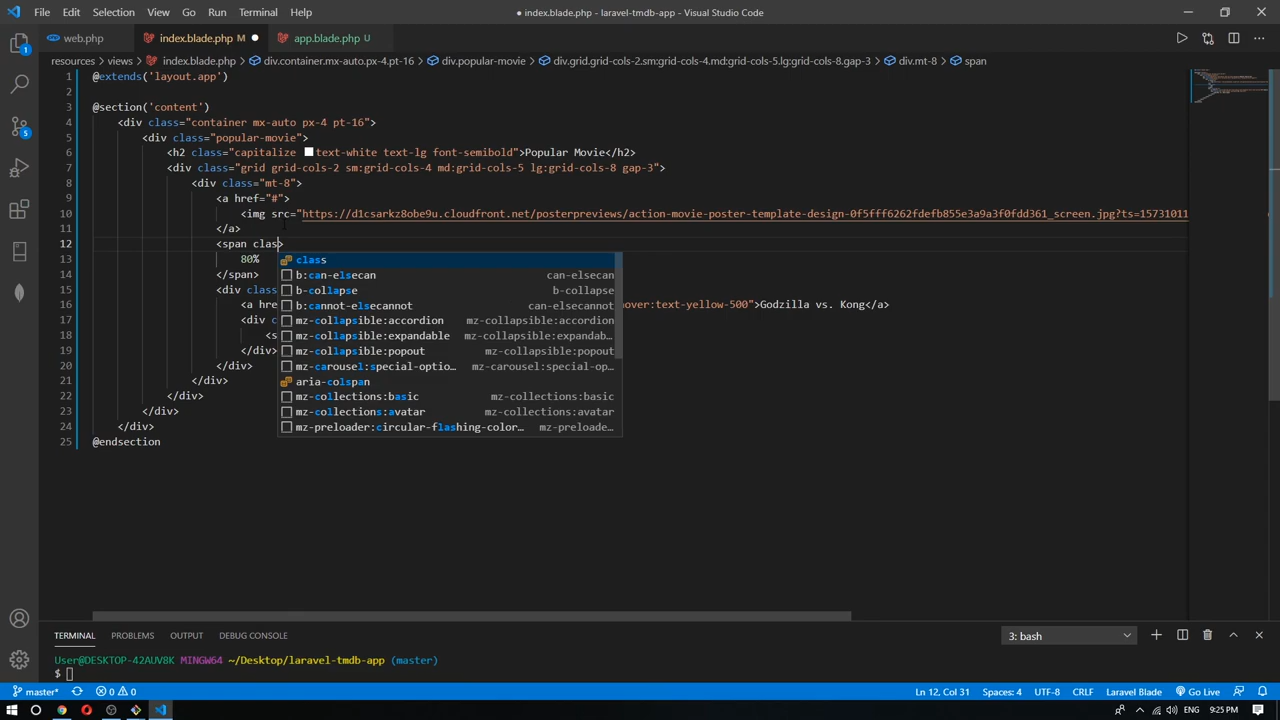 File Edit Selection View Go Run Terminal Help
● index.blade.php - laravel-tmdb-app - Visual Studio Code
web.php index.blade.php M ● app.blade.php U
resources > views > index.blade.php > div.container.mx-auto.px-4.pt-16 > div.popular-movie > div.grid.grid-cols-2.sm:grid-cols-4.md:grid-cols-5.lg:grid-cols-8.gap-3 > div.mt-8 > span
1 @extends('layout.app')
2
3 @section('content')
4 <div class="container mx-auto px-4 pt-16">
5 <div class="popular-movie">
6 <h2 class="capitalize text-white text-lg font-semibold">Popular Movie</h2>
7 <div class="grid grid-cols-2 sm:grid-cols-4 md:grid-cols-5 lg:grid-cols-8 gap-3">
8 <div class="mt-8">
9 <a href="#">
10 <img src="https://d1csarkz8obe9u.cloudfront.net/posterpreviews/action-movie-poster-template-design-0f5fff6262fdefb855e3a9a3f0fdd361_screen.jpg?ts=15731011
11 </a>
12 <span clas>
13 80%
14 </span>
15 <div class
16 <a hre over:text-yellow-500">Godzilla vs. Kong</a>
17 <div c
18 <s
19 </div>
20 </div>
21 </div>
22 </div>
23 </div>
24 </div>
25 @endsection
class
b:can-elsecan can-elsecan
b-collapse b-collapse
b:cannot-elsecannot can-elsecannot
mz-collapsible:accordion mz-collapsible:accordion
mz-collapsible:expandable mz-collapsible:expandab...
mz-collapsible:popout mz-collapsible:popout
mz-carousel:special-optio... mz-carousel:special-op...
aria-colspan
mz-collections:basic mz-collections:basic
mz-collections:avatar mz-collections:avatar
mz-preloader:circular-flashing-color... mz-preloade...
TERMINAL PROBLEMS OUTPUT DEBUG CONSOLE 3: bash
User@DESKTOP-42AUV8K MINGW64 ~/Desktop/laravel-tmdb-app (master)
$
1
5
master* 0 0 Ln 12, Col 31 Spaces: 4 UTF-8 CRLF Laravel Blade Go Live
ENG 9:25 PM